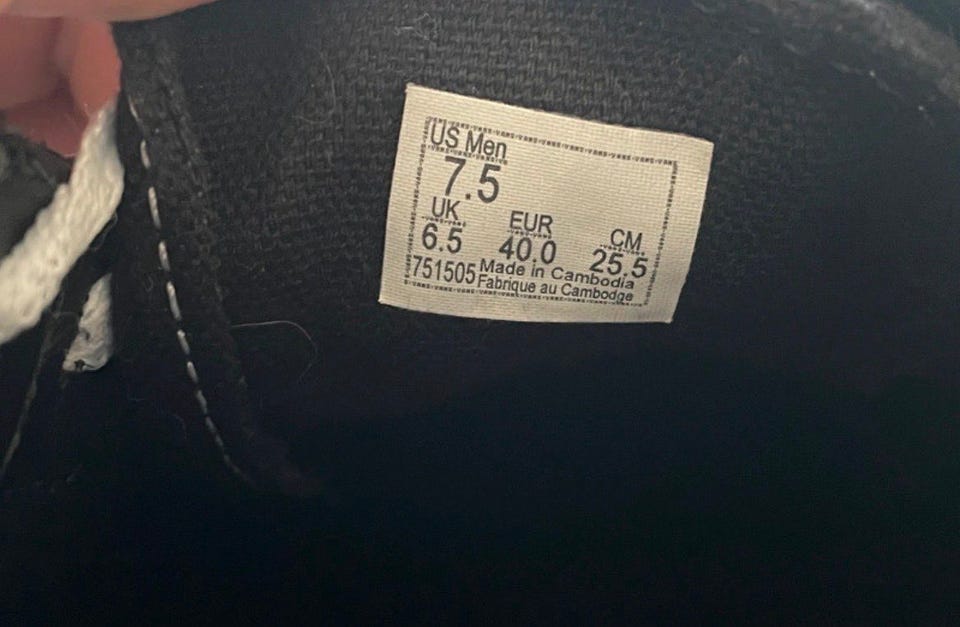 US Men
7.5
UK EUR CM
6.5 40.0 25.5
751505 Made in Cambodia
Fabrique au Cambodge